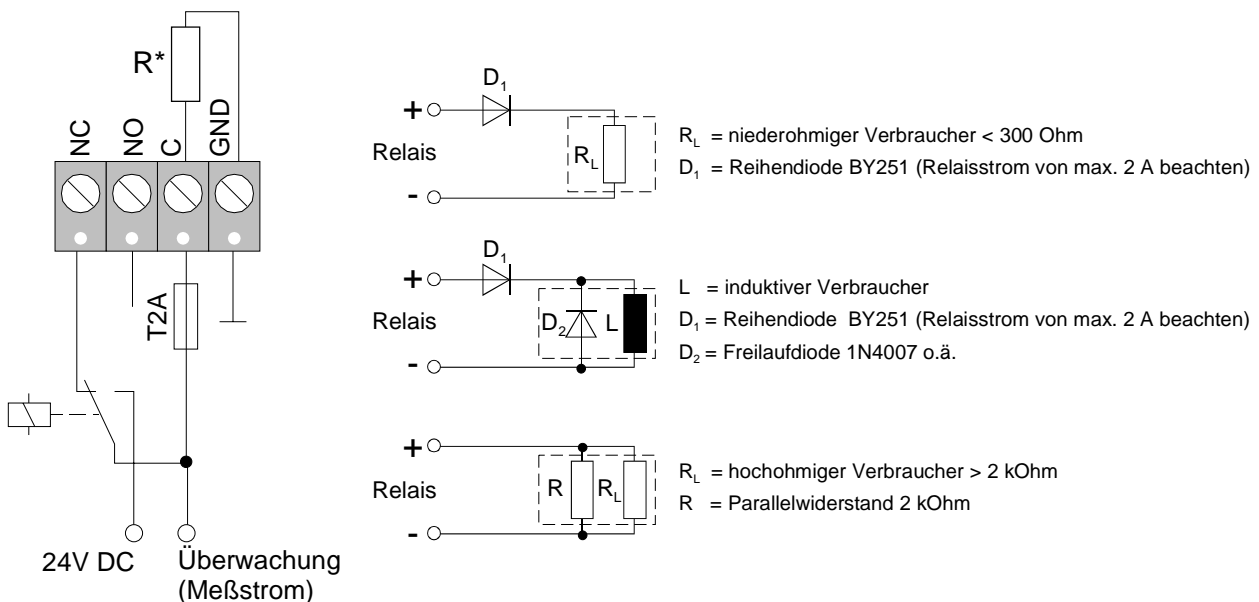 R*
NC
NO
C
GND
T2A
24V DC
Überwachung
(Meßstrom)
D1
+
Relais
-
RL
RL = niederohmiger Verbraucher < 300 Ohm
D1 = Reihendiode BY251 (Relaisstrom von max. 2 A beachten)
D1
+
Relais
-
D2
L
L = induktiver Verbraucher
D1 = Reihendiode BY251 (Relaisstrom von max. 2 A beachten)
D2 = Freilaufdiode 1N4007 o.ä.
+
Relais
-
R
RL
RL = hochohmiger Verbraucher > 2 kOhm
R = Parallelwiderstand 2 kOhm